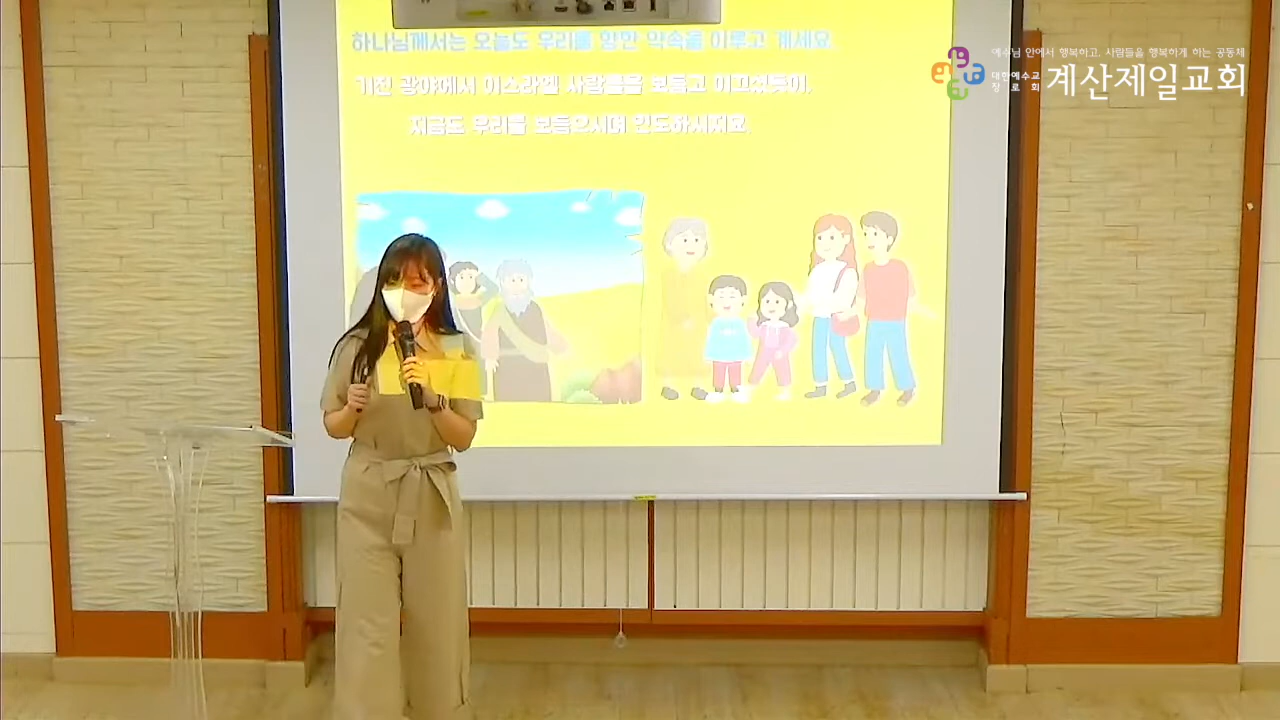 하나님께서는 오늘도 우리를 향한 약속을 이루고 계세요.
거친 광야에서 이스라엘 사람들을 보듬고 이끄셨듯이,
지금도 우리를 보듬으시며 인도하시지요.
예수님 안에서 행복하고, 사람들을 행복하게 하는 공동체
대한예수교
장로회
계산제일교회